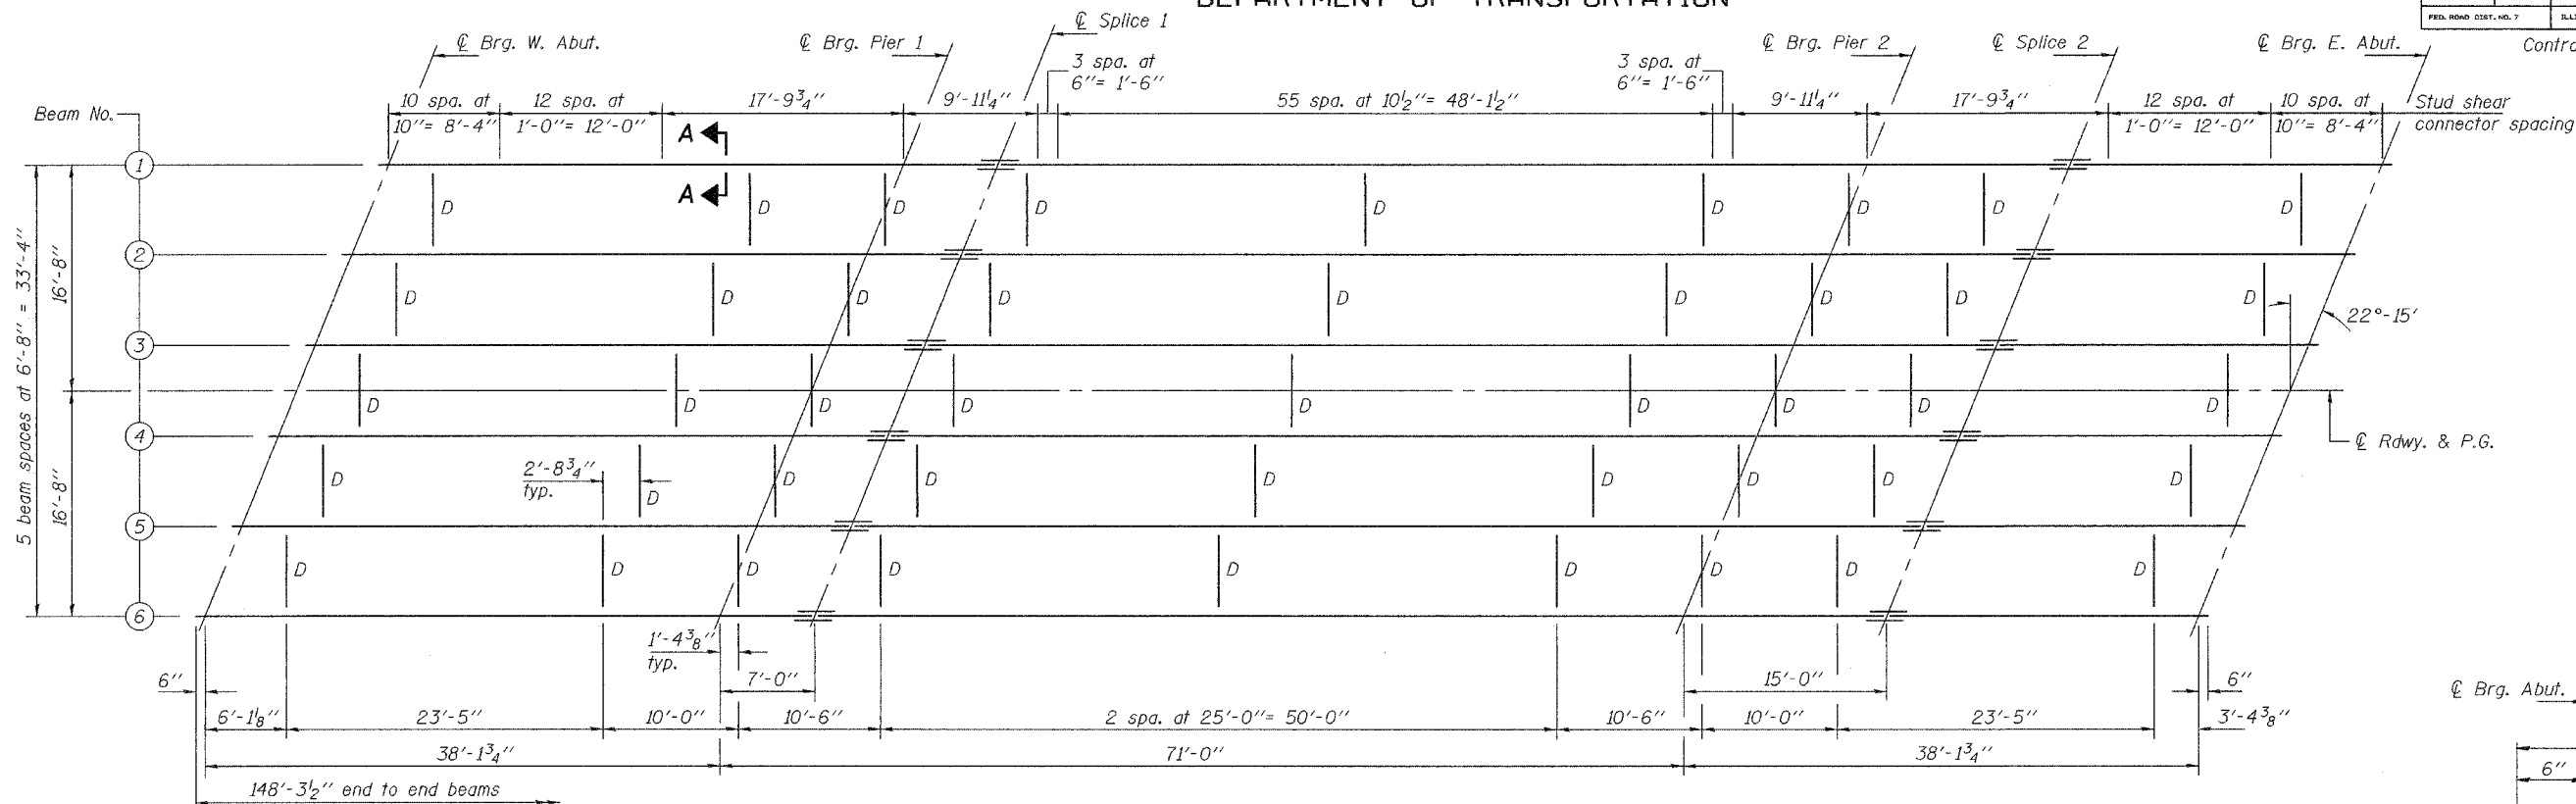 DEPARTMENT OF TRANSPORTATION
FED. ROAD DIST. NO. 7
℄ Splice 1
℄ Brg. W. Abut.
℄ Brg. Pier 1
℄ Brg. Pier 2
℄ Splice 2
℄ Brg. E. Abut.
3 spa. at
6"= 1'-6"
3 spa. at
6"= 1'-6"
Beam No.
10 spa. at
10"= 8'-4"
12 spa. at
1'-0"= 12'-0"
17'-9¾"
9'-11¼"
55 spa. at 10½"= 48'-1½"
9'-11¼"
17'-9¾"
12 spa. at
1'-0"= 12'-0"
10 spa. at
10"= 8'-4"
Stud shear
connector spacing
A
A
1
D D D D D D D D D
2
D D D D D D D D D
22°-15'
3
D D D D D D D D D
4
℄ Rdwy. & P.G.
5 beam spaces at 6'-8" = 33'-4"
16'-8"
16'-8"
2'-8¾"
typ.
D D D D D D D D D
5
D D D D D D D D D
6
1'-4⅜"
typ.
6"
7'-0"
15'-0"
6"
℄ Brg. Abut.
6'-1⅛"
23'-5"
10'-0"
10'-6"
2 spa. at 25'-0"= 50'-0"
10'-6"
10'-0"
23'-5"
3'-4⅜"
38'-1¾"
71'-0"
38'-1¾"
6"
148'-3½" end to end beams